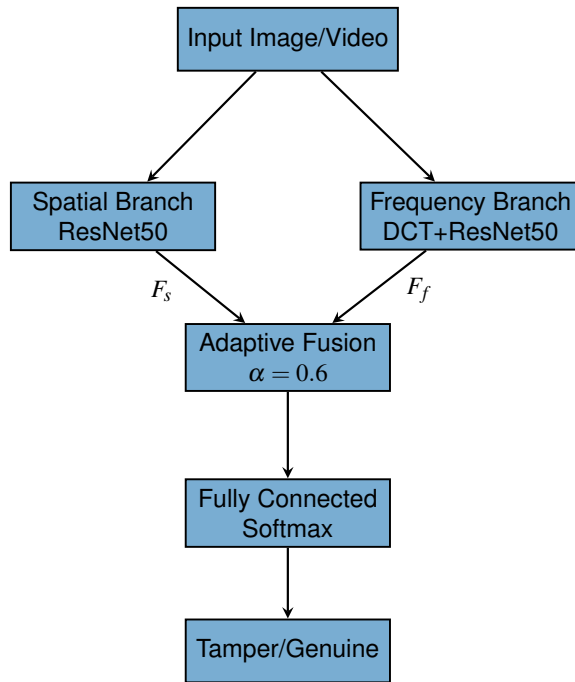 Input Image/Video
Spatial Branch
ResNet50
Frequency Branch
DCT+ResNet50
F_s
F_f
Adaptive Fusion
α = 0.6
Fully Connected
Softmax
Tamper/Genuine